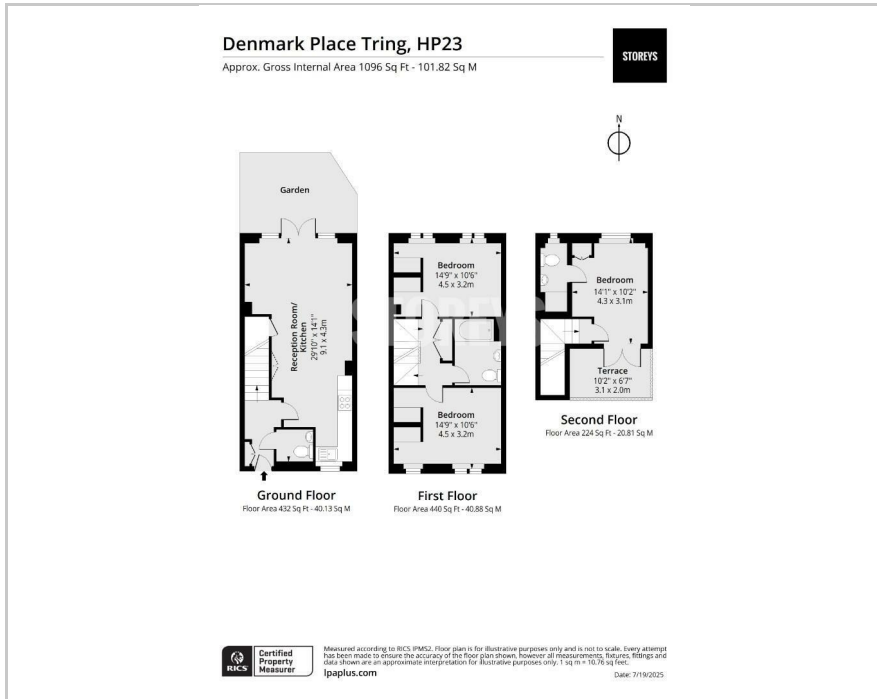 Denmark Place Tring, HP23
Approx. Gross Internal Area 1096 Sq Ft - 101.82 Sq M
STOREYS
N
Garden
Reception Room/
Kitchen
29'10" x 14'1"
9.1 x 4.3m
Bedroom
14'9" x 10'6"
4.5 x 3.2m
Bedroom
14'9" x 10'6"
4.5 x 3.2m
Bedroom
14'1" x 10'2"
4.3 x 3.1m
Terrace
10'2" x 6'7"
3.1 x 2.0m
STOREYS
Ground Floor
Floor Area 432 Sq Ft - 40.13 Sq M
First Floor
Floor Area 440 Sq Ft - 40.88 Sq M
Second Floor
Floor Area 224 Sq Ft - 20.81 Sq M
RICS
Certified
Property
Measurer
Measured according to RICS IPMS2. Floor plan is for illustrative purposes only and is not to scale. Every attempt
has been made to ensure the accuracy of the floor plan shown, however all measurements, fixtures, fittings and
data shown are an approximate interpretation for illustrative purposes only. 1 sq m = 10.76 sq feet.
lpaplus.com
Date: 7/19/2025